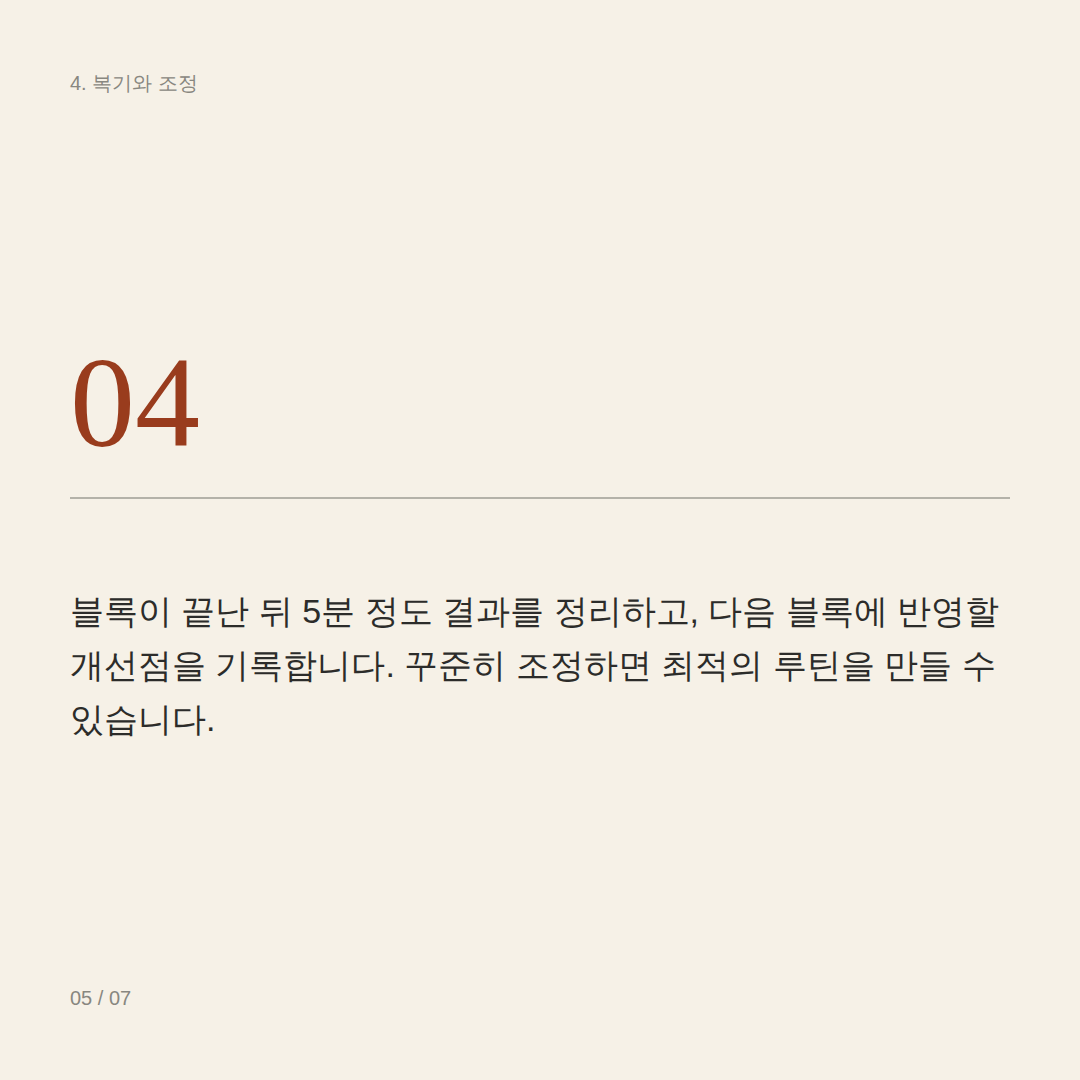 4. 복기와 조정
04
블록이 끝난 뒤 5분 정도 결과를 정리하고, 다음 블록에 반영할
개선점을 기록합니다. 꾸준히 조정하면 최적의 루틴을 만들 수
있습니다.
05 / 07